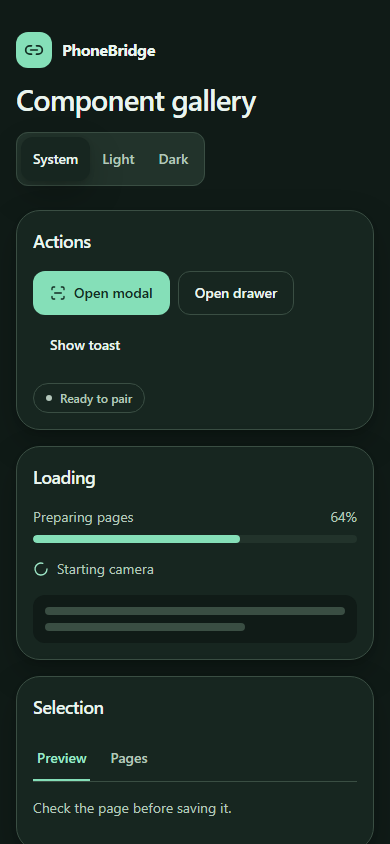 PhoneBridge
Component gallery
System Light Dark
Actions
Open modal Open drawer
Show toast
Ready to pair
Loading
Preparing pages 64%
Starting camera
Selection
Preview Pages
Check the page before saving it.